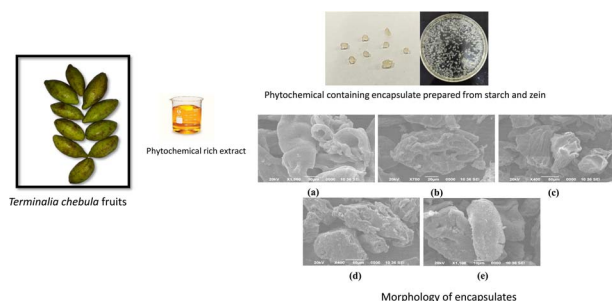 Phytochemical containing encapsulate prepared from starch and zein
Phytochemical rich extract
Terminalia chebula fruits
(a)
(b)
(c)
(d)
(e)
Morphology of encapsulates